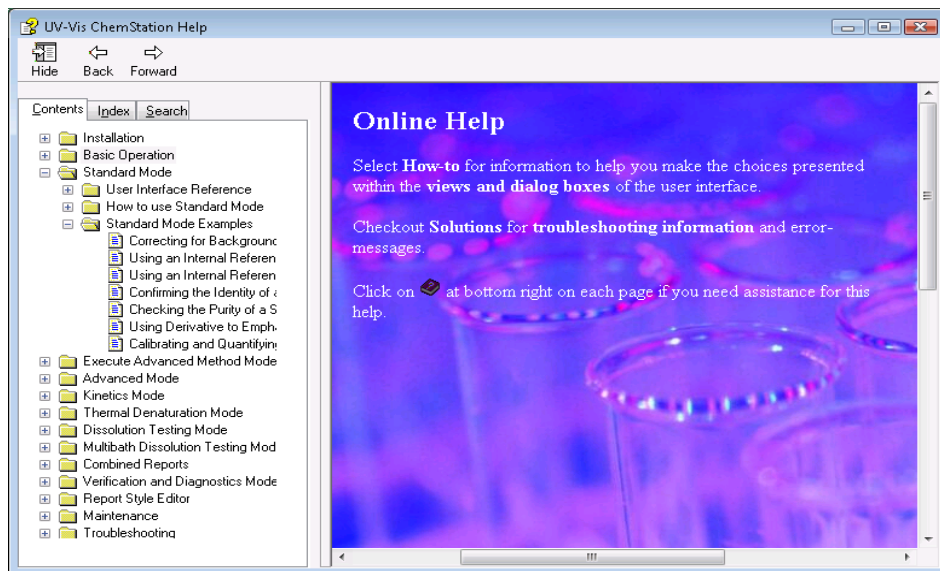 UV-Vis ChemStation Help
Hide Back Forward
Contents Index Search
Installation
Basic Operation
Standard Mode
User Interface Reference
How to use Standard Mode
Standard Mode Examples
Correcting for Background
Using an Internal Referen
Using an Internal Referen
Confirming the Identity of a
Checking the Purity of a S
Using Derivative to Empha
Calibrating and Quantifying
Execute Advanced Method Mode
Advanced Mode
Kinetics Mode
Thermal Denaturation Mode
Dissolution Testing Mode
Multibath Dissolution Testing Mod
Combined Reports
Verification and Diagnostics Mode
Report Style Editor
Maintenance
Troubleshooting
Online Help
Select How-to for information to help you make the choices presented
within the views and dialog boxes of the user interface.
Checkout Solutions for troubleshooting information and error-
messages.
Click on at bottom right on each page if you need assistance for this
help.